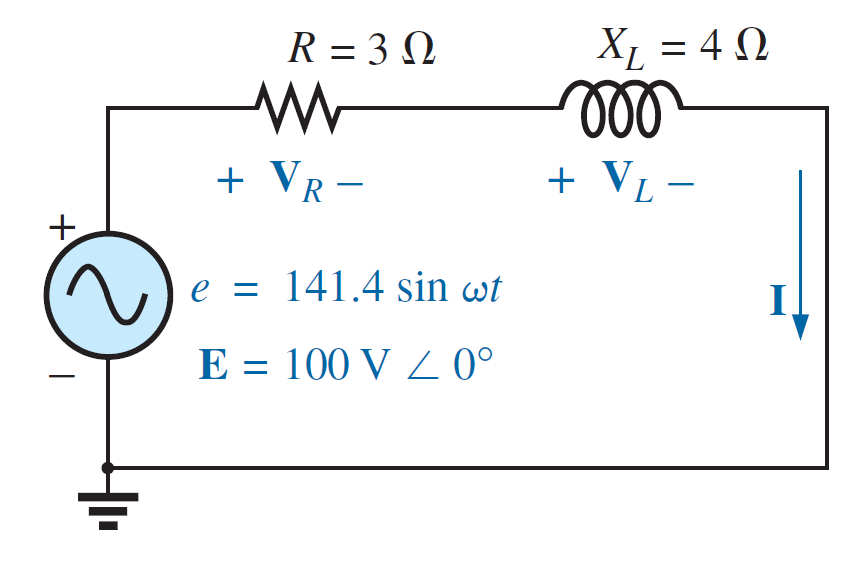 R = 3 Ω
X_L = 4 Ω
+ V_R −
+ V_L −
+
e = 141.4 sin ωt
I
E = 100 V ∠ 0°
−